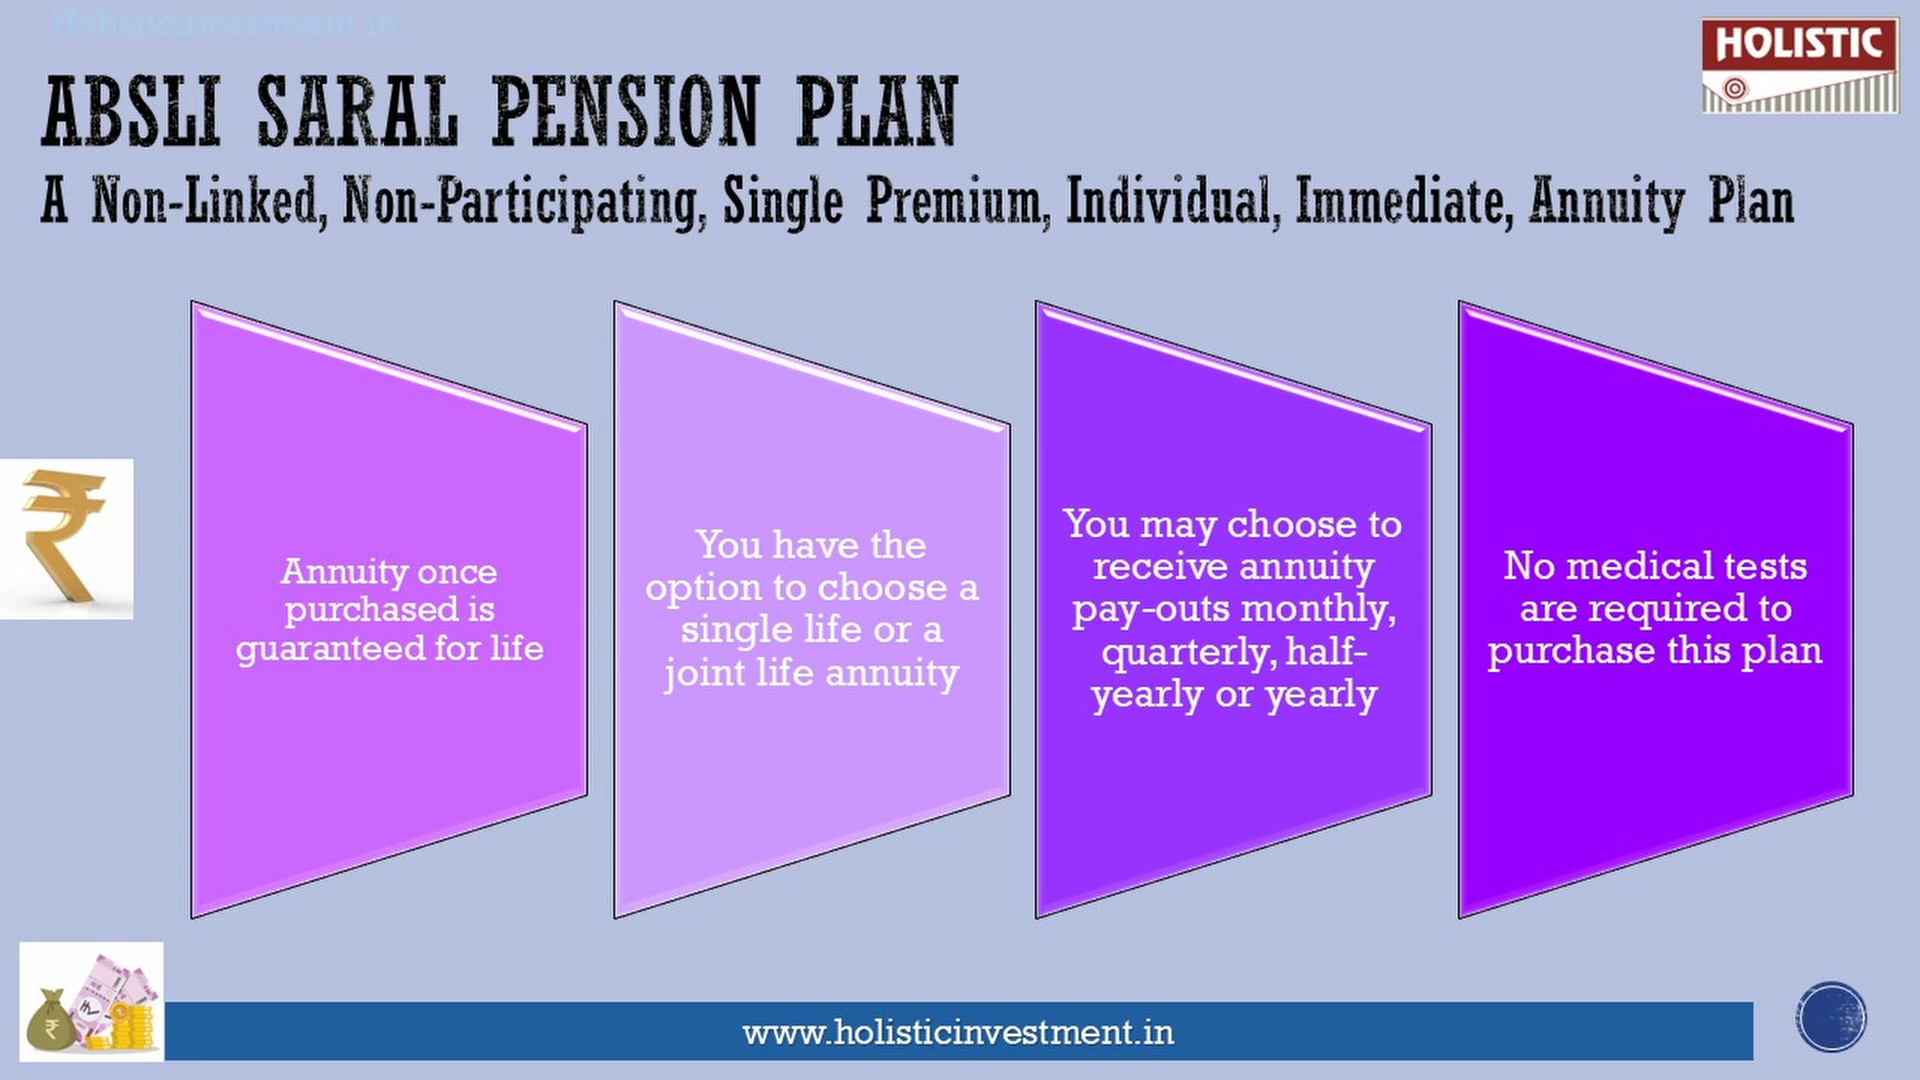 Holisticinvestment.in
HOLISTIC
ABSLI SARAL PENSION PLAN
A Non-Linked, Non-Participating, Single Premium, Individual, Immediate, Annuity Plan
Annuity once
purchased is
guaranteed for life
You have the
option to choose a
single life or a
joint life annuity
You may choose to
receive annuity
pay-outs monthly,
quarterly, half-
yearly or yearly
No medical tests
are required to
purchase this plan
₹
₹
www.holisticinvestment.in